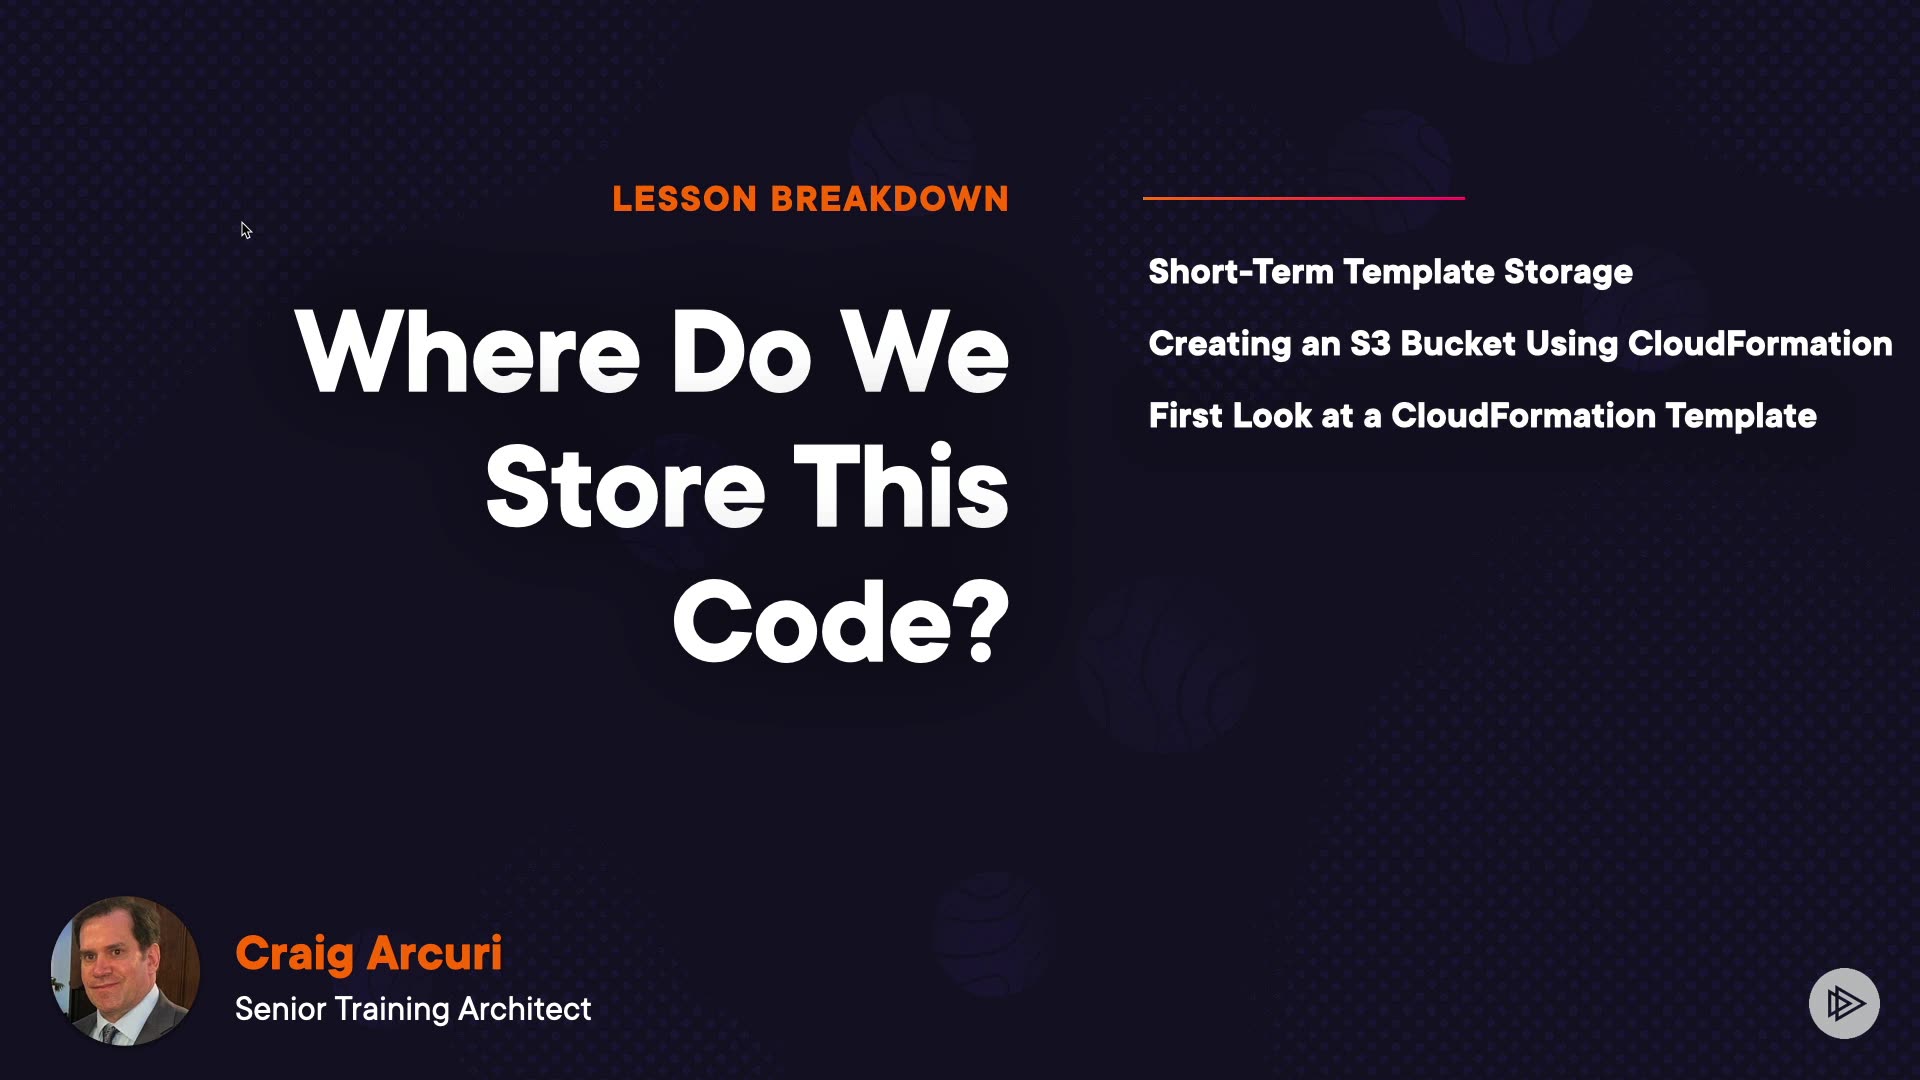 LESSON BREAKDOWN
Where Do We
Store This
Code?
Short-Term Template Storage
Creating an S3 Bucket Using CloudFormation
First Look at a CloudFormation Template
Craig Arcuri
Senior Training Architect